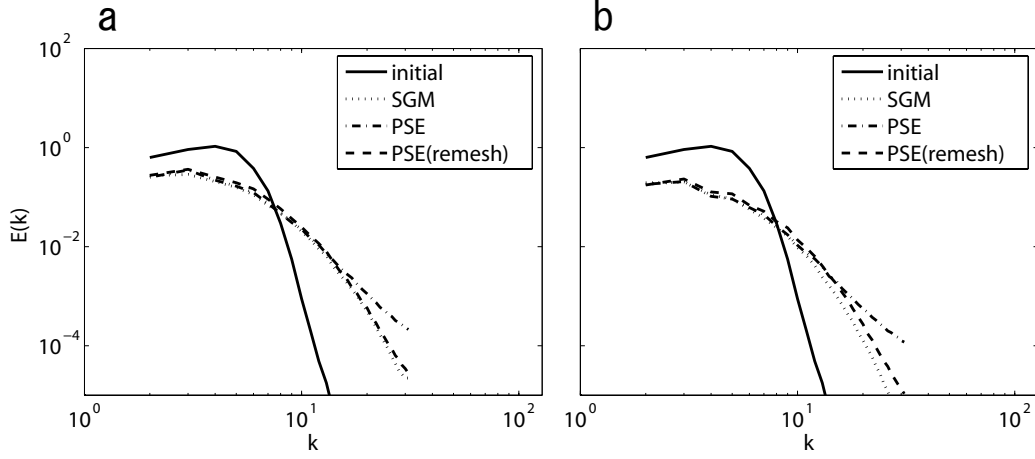 a
10^2
10^0
10^-2
10^-4
E(k)
initial
SGM
PSE
PSE(remesh)
10^0
10^1
10^2
k
b
initial
SGM
PSE
PSE(remesh)
10^0
10^1
10^2
k